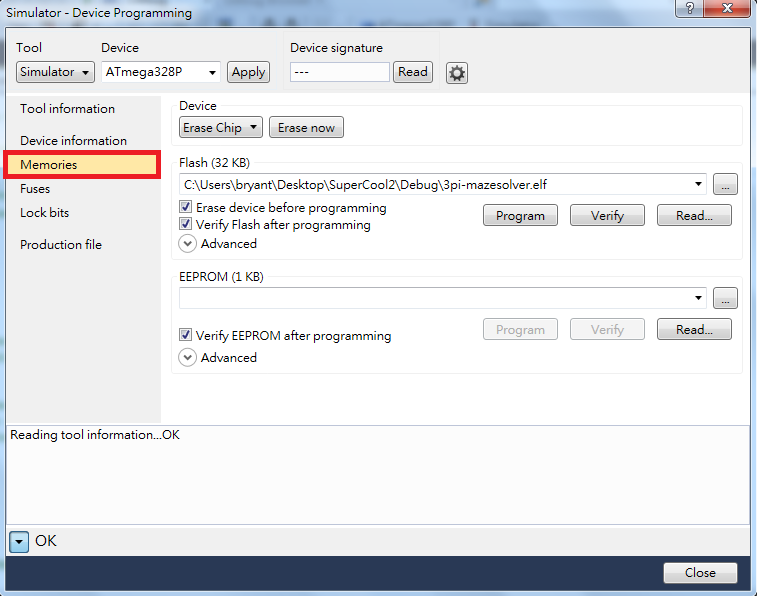 Simulator - Device Programming
?
Tool Device Device signature
Simulator ATmega328P Apply --- Read
Tool information
Device information
Memories
Fuses
Lock bits
Production file
Device
Erase Chip Erase now
Flash (32 KB)
C:\Users\bryant\Desktop\SuperCool2\Debug\3pi-mazesolver.elf ...
Erase device before programming
Verify Flash after programming
Program Verify Read...
Advanced
EEPROM (1 KB)
...
Program Verify Read...
Verify EEPROM after programming
Advanced
Reading tool information...OK
OK
Close